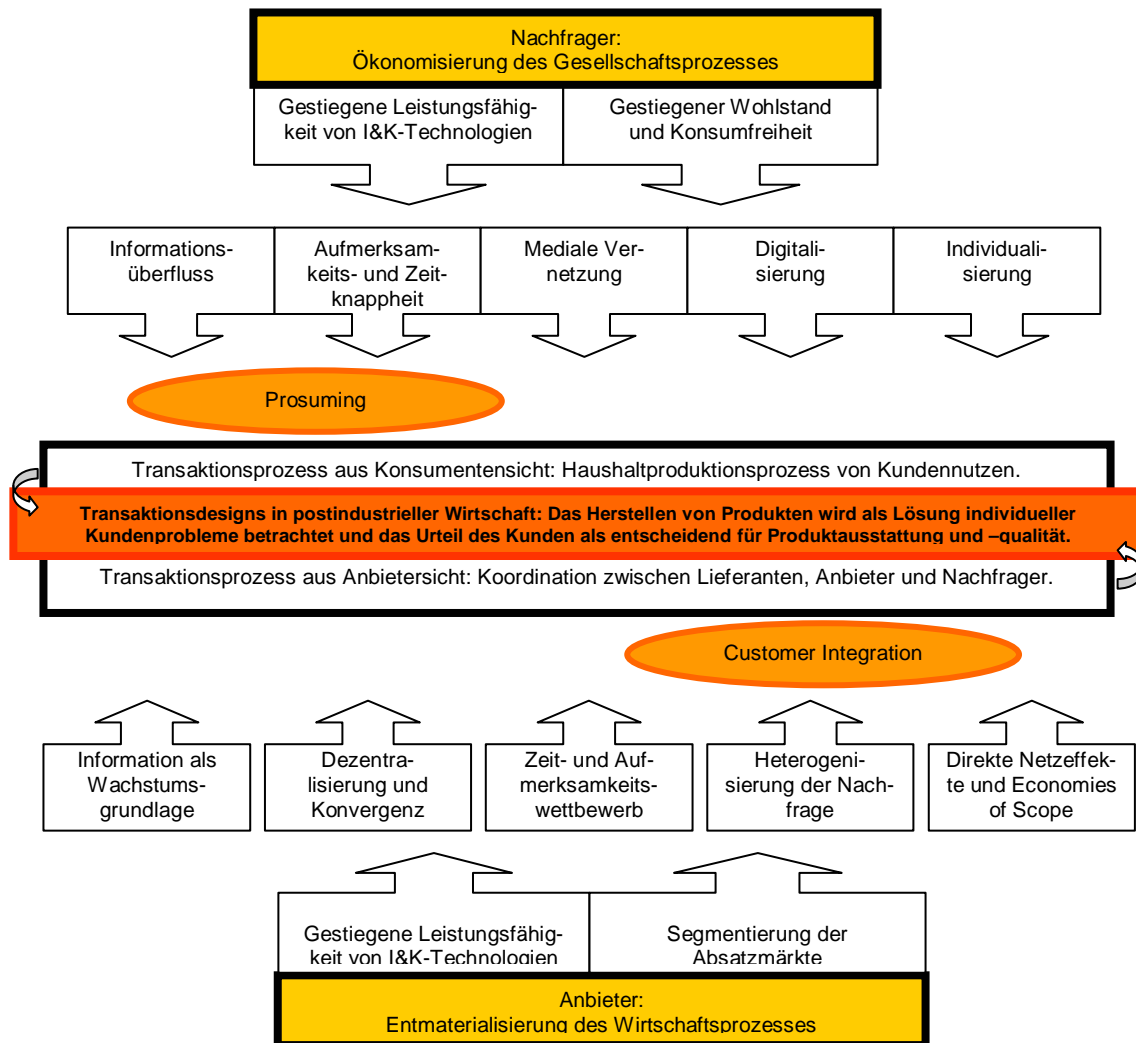 Nachfrager:
Ökonomisierung des Gesellschaftsprozesses
Gestiegene Leistungsfähig-
keit von I&K-Technologien
Gestiegener Wohlstand
und Konsumfreiheit
Informations-
überfluss
Aufmerksam-
keits- und Zeit-
knappheit
Mediale Ver-
netzung
Digitali-
sierung
Individuali-
sierung
Prosuming
Transaktionsprozess aus Konsumentensicht: Haushaltproduktionsprozess von Kundennutzen.
Transaktionsdesigns in postindustrieller Wirtschaft: Das Herstellen von Produkten wird als Lösung individueller
Kundenprobleme betrachtet und das Urteil des Kunden als entscheidend für Produktausstattung und –qualität.
Transaktionsprozess aus Anbietersicht: Koordination zwischen Lieferanten, Anbieter und Nachfrager.
Customer Integration
Information als
Wachstums-
grundlage
Dezentra-
lisierung und
Konvergenz
Zeit- und Auf-
merksamkeits-
wettbewerb
Heterogeni-
sierung der Nach-
frage
Direkte Netzeffek-
te und Economies
of Scope
Gestiegene Leistungsfähig-
keit von I&K-Technologien
Segmentierung der
Absatzmärkte
Anbieter:
Entmaterialisierung des Wirtschaftsprozesses